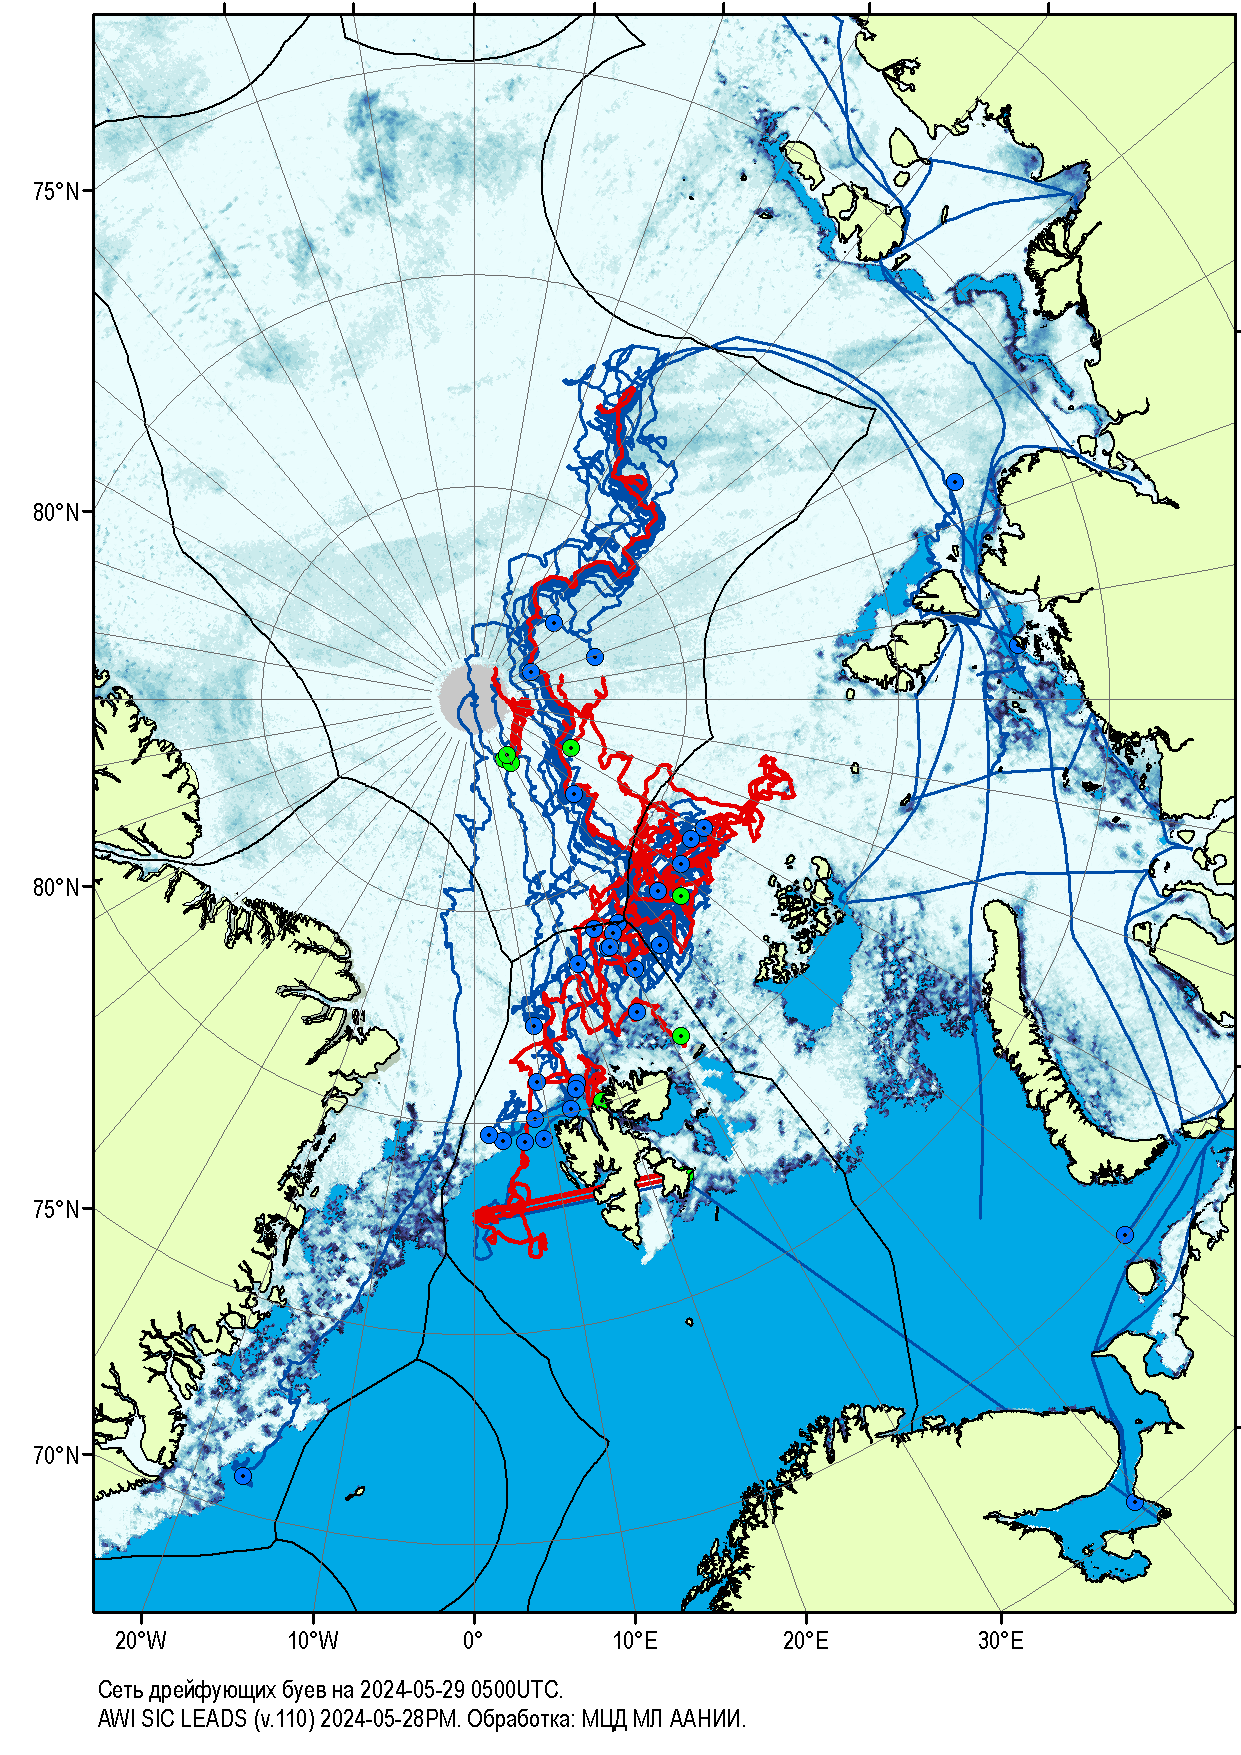 75°N
80°N
80°N
75°N
70°N
20°W 10°W 0° 10°E 20°E 30°E
Сеть дрейфующих буев на 2024-05-29 0500UTC.
AWI SIC LEADS (v.110) 2024-05-28PM. Обработка: МЦД МЛ ААНИИ.